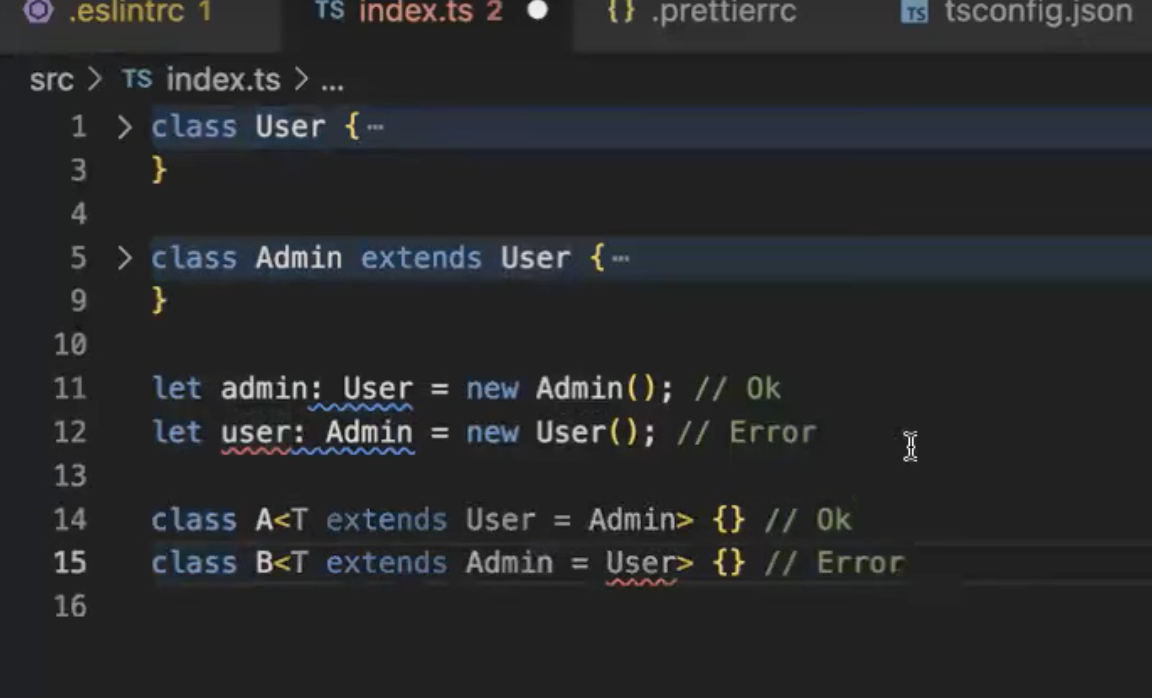 .eslintrc 1 TS index.ts 2 {} .prettierrc TS tsconfig.json
src > TS index.ts > ...
1 > class User { ⋯
3 }
4
5 > class Admin extends User { ⋯
9 }
10
11 let admin: User = new Admin(); // Ok
12 let user: Admin = new User(); // Error
13
14 class A<T extends User = Admin> {} // Ok
15 class B<T extends Admin = User> {} // Error
16